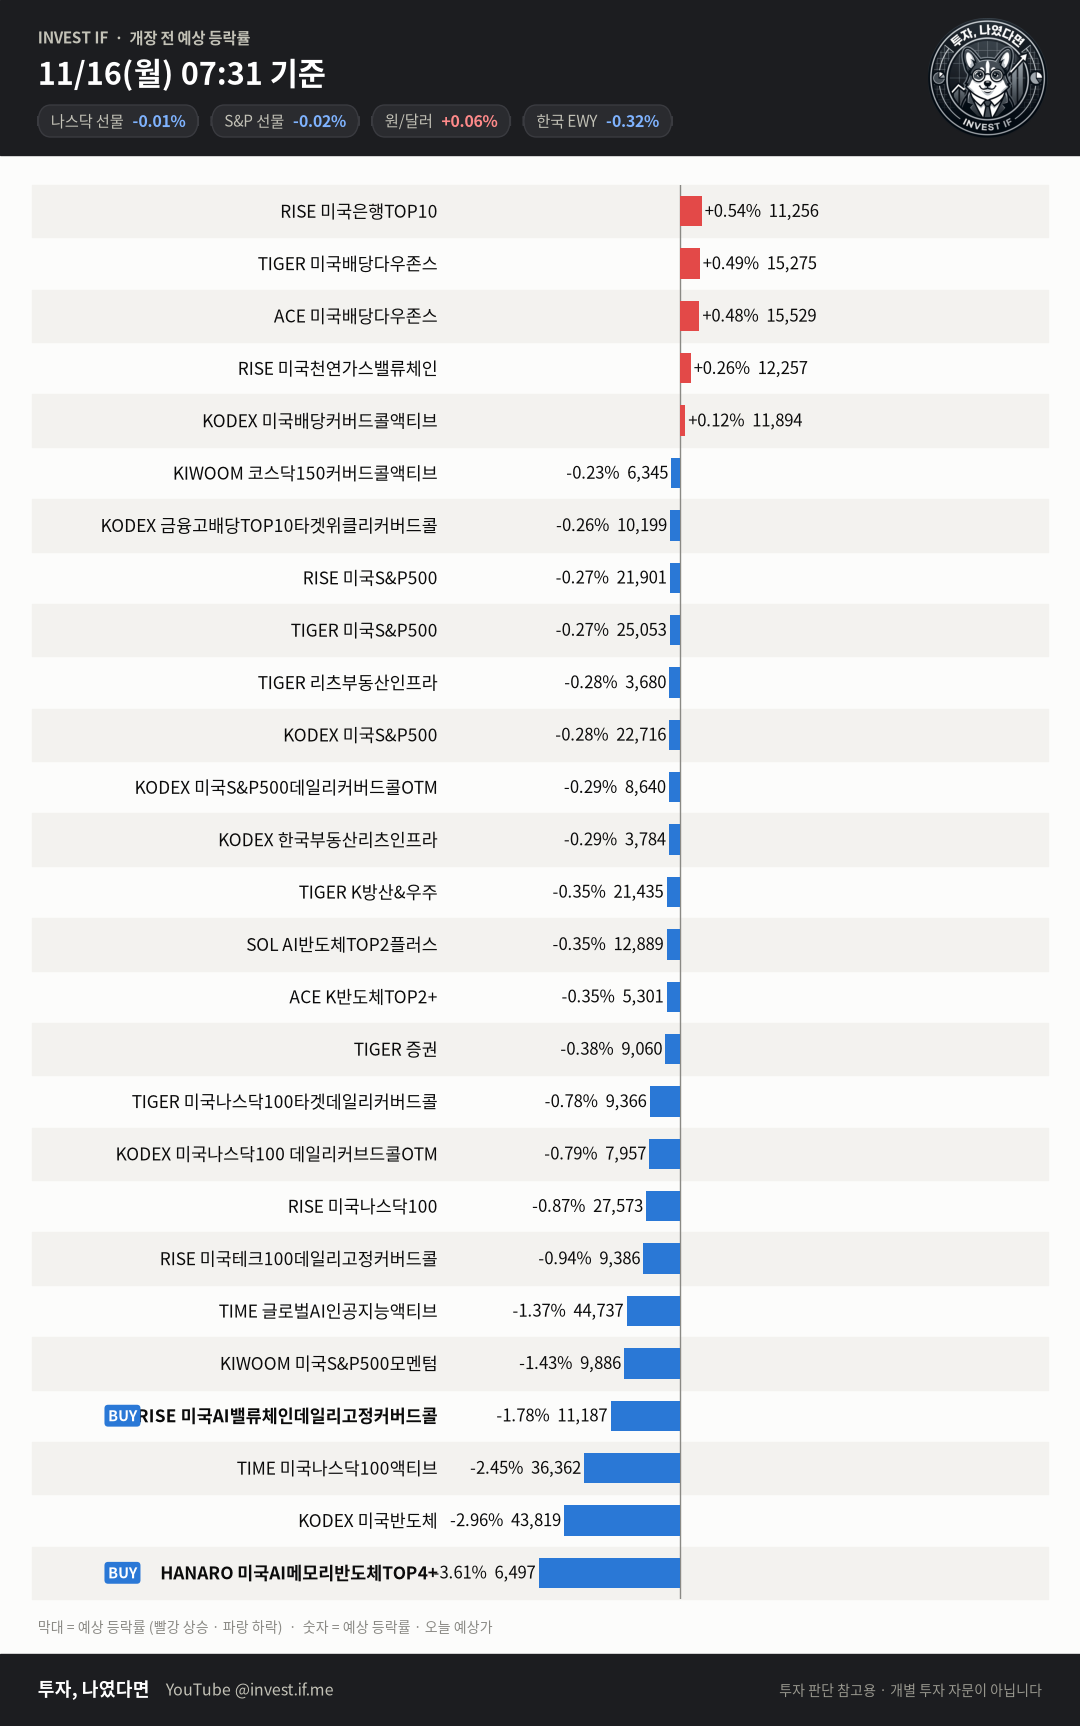 INVEST IF · 개장 전 예상 등락률
11/16(월) 07:31 기준
나스닥 선물 -0.01% S&P 선물 -0.02% 원/달러 +0.06% 한국 EWY -0.32%
투자, 나였다면
INVEST IF
RISE 미국은행TOP10 +0.54% 11,256
TIGER 미국배당다우존스 +0.49% 15,275
ACE 미국배당다우존스 +0.48% 15,529
RISE 미국천연가스밸류체인 +0.26% 12,257
KODEX 미국배당커버드콜액티브 +0.12% 11,894
KIWOOM 코스닥150커버드콜액티브 -0.23% 6,345
KODEX 금융고배당TOP10타겟위클리커버드콜 -0.26% 10,199
RISE 미국S&P500 -0.27% 21,901
TIGER 미국S&P500 -0.27% 25,053
TIGER 리츠부동산인프라 -0.28% 3,680
KODEX 미국S&P500 -0.28% 22,716
KODEX 미국S&P500데일리커버드콜OTM -0.29% 8,640
KODEX 한국부동산리츠인프라 -0.29% 3,784
TIGER K방산&우주 -0.35% 21,435
SOL AI반도체TOP2플러스 -0.35% 12,889
ACE K반도체TOP2+ -0.35% 5,301
TIGER 증권 -0.38% 9,060
TIGER 미국나스닥100타겟데일리커버드콜 -0.78% 9,366
KODEX 미국나스닥100 데일리커브드콜OTM -0.79% 7,957
RISE 미국나스닥100 -0.87% 27,573
RISE 미국테크100데일리고정커버드콜 -0.94% 9,386
TIME 글로벌AI인공지능액티브 -1.37% 44,737
KIWOOM 미국S&P500모멘텀 -1.43% 9,886
BUY RISE 미국AI밸류체인데일리고정커버드콜 -1.78% 11,187
TIME 미국나스닥100액티브 -2.45% 36,362
KODEX 미국반도체 -2.96% 43,819
BUY HANARO 미국AI메모리반도체TOP4+ -3.61% 6,497
막대 = 예상 등락률 (빨강 상승 · 파랑 하락) · 숫자 = 예상 등락률 · 오늘 예상가
투자, 나였다면 YouTube @invest.if.me
투자 판단 참고용 · 개별 투자 자문이 아닙니다